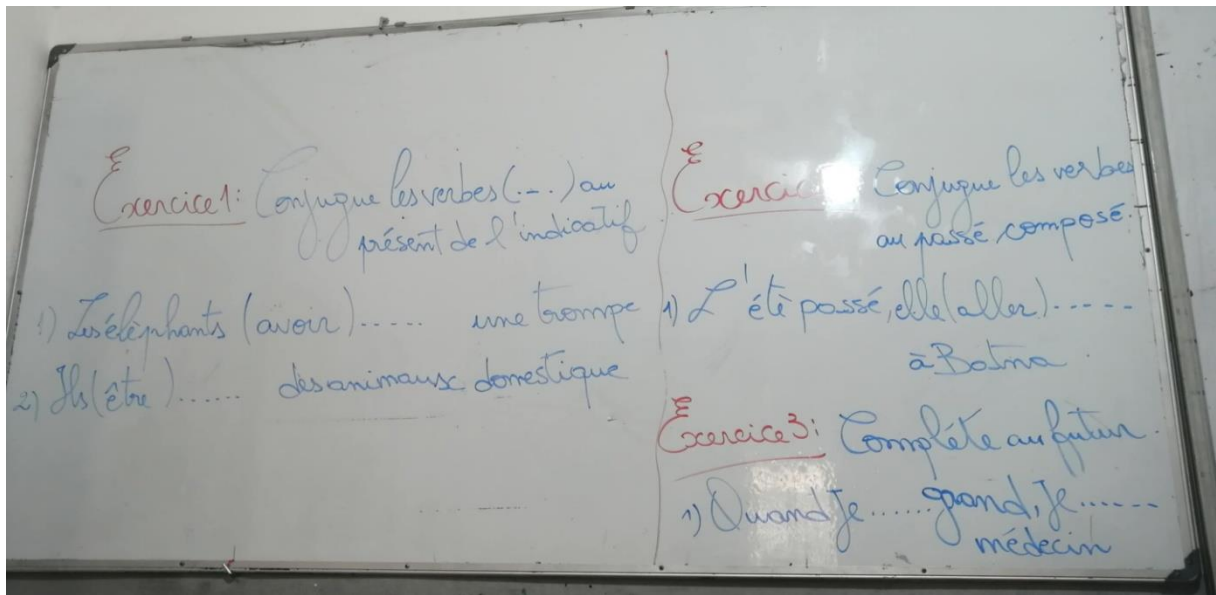 Exercice1: Conjugue les verbes (...) au
présent de l'indicatif
1) Les éléphants (avoir)...... une trompe
2) Ils (être)...... des animaux domestique
Exercic Conjugue les verbes
au passé composé.
1) L'été passé, elle (aller)......
à Batna
Exercice3: Complète au futur.
1) Quand Je...... grand, Je......
médecin